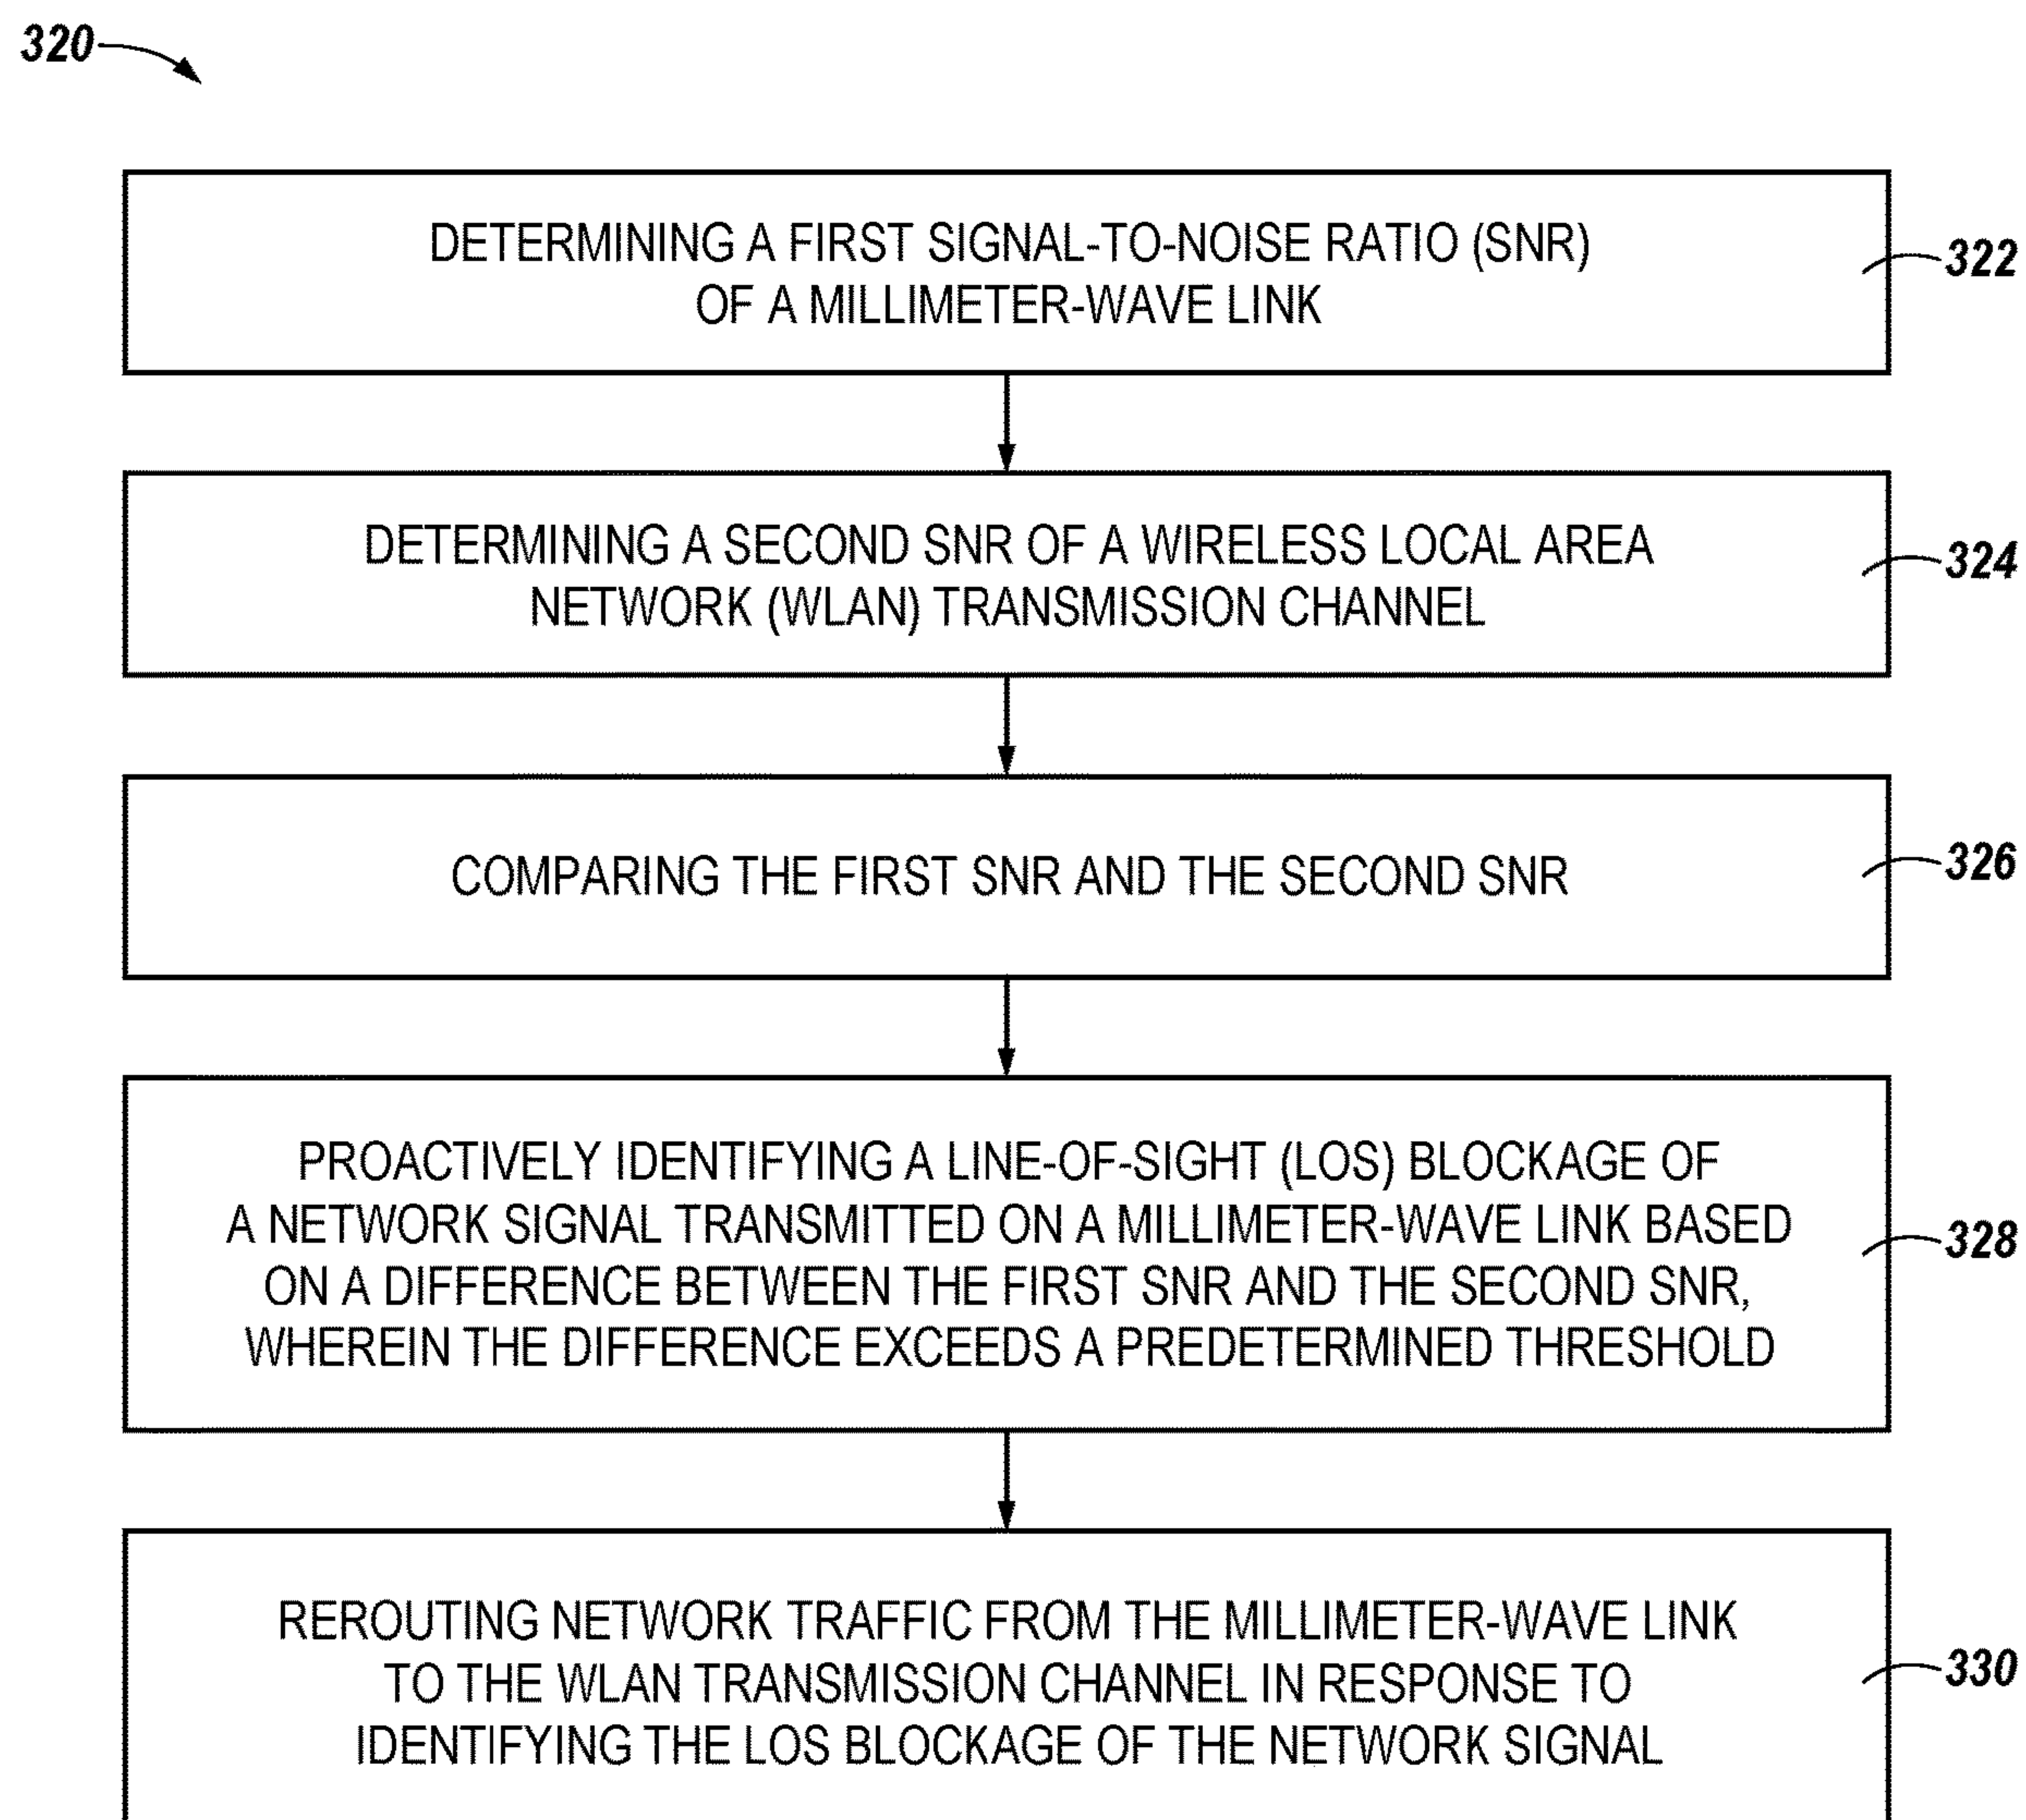 320
DETERMINING A FIRST SIGNAL-TO-NOISE RATIO (SNR)
OF A MILLIMETER-WAVE LINK
322
DETERMINING A SECOND SNR OF A WIRELESS LOCAL AREA
NETWORK (WLAN) TRANSMISSION CHANNEL
324
COMPARING THE FIRST SNR AND THE SECOND SNR
326
PROACTIVELY IDENTIFYING A LINE-OF-SIGHT (LOS) BLOCKAGE OF
A NETWORK SIGNAL TRANSMITTED ON A MILLIMETER-WAVE LINK BASED
ON A DIFFERENCE BETWEEN THE FIRST SNR AND THE SECOND SNR,
WHEREIN THE DIFFERENCE EXCEEDS A PREDETERMINED THRESHOLD
328
REROUTING NETWORK TRAFFIC FROM THE MILLIMETER-WAVE LINK
TO THE WLAN TRANSMISSION CHANNEL IN RESPONSE TO
IDENTIFYING THE LOS BLOCKAGE OF THE NETWORK SIGNAL
330